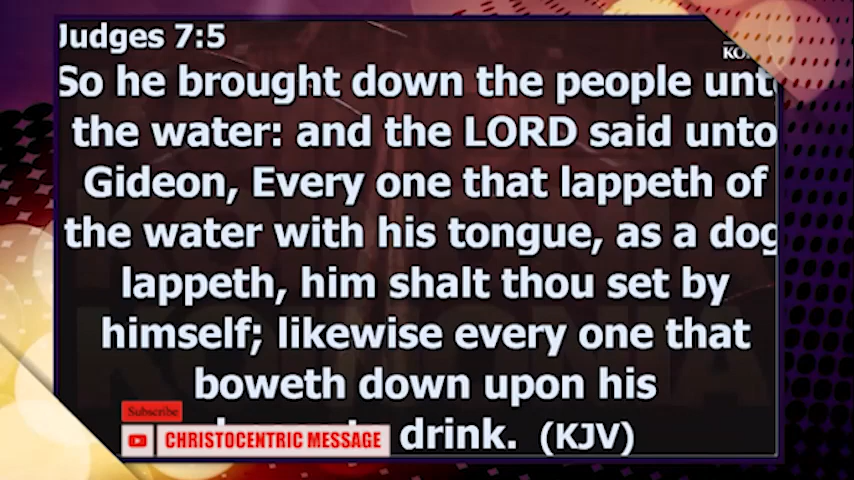 Judges 7:5
KO
So he brought down the people unto
the water: and the LORD said unto
Gideon, Every one that lappeth of
the water with his tongue, as a dog
lappeth, him shalt thou set by
himself; likewise every one that
boweth down upon his
drink. (KJV)
Subscribe
CHRISTOCENTRIC MESSAGE